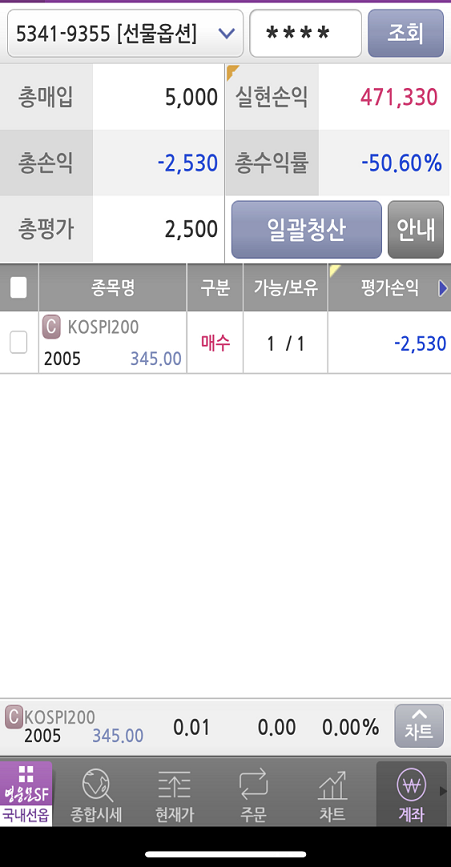 5341-9355 [선물옵션] **** 조회
총매입 5,000 실현손익 471,330
총손익 -2,530 총수익률 -50.60%
총평가 2,500 일괄청산 안내
종목명 구분 가능/보유 평가손익
C KOSPI200
2005 345.00 매수 1 / 1 -2,530
C KOSPI200
2005 345.00 0.01 0.00 0.00% 차트
영웅문SF
국내선옵 종합시세 현재가 주문 차트 계좌